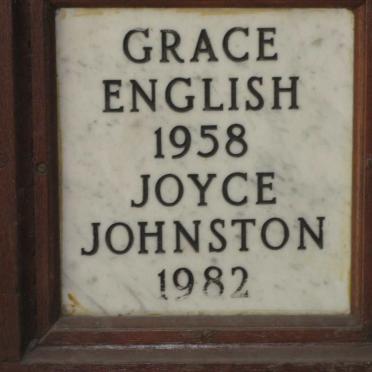 GRACE
ENGLISH
1958
JOYCE
JOHNSTON
1982